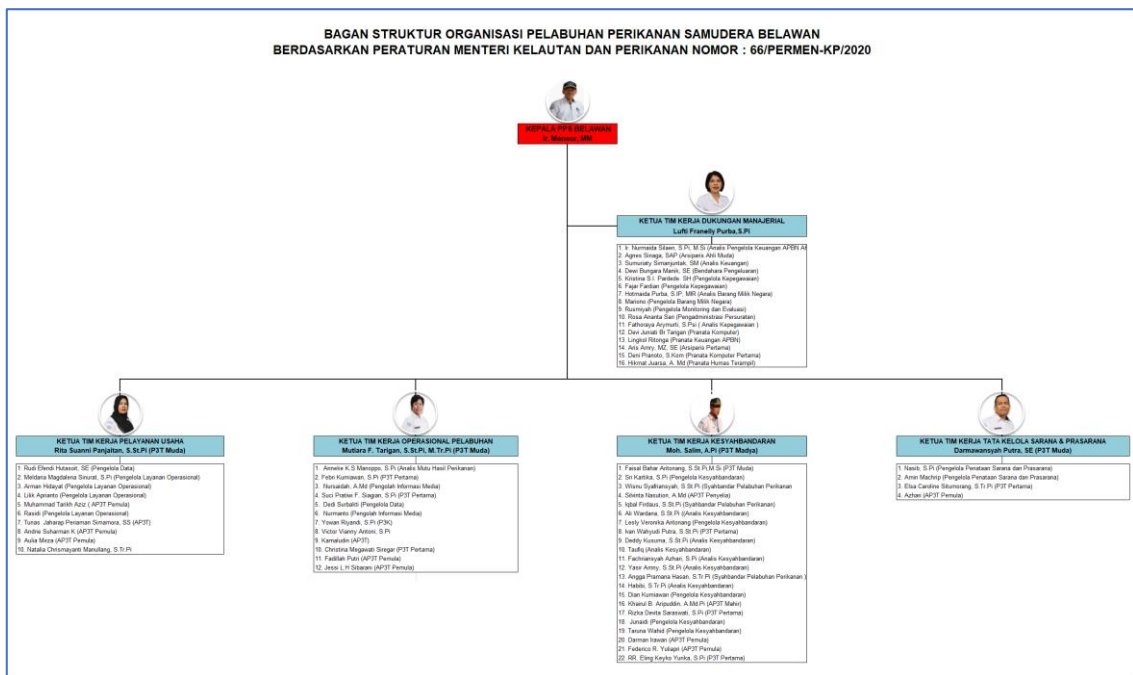 BAGAN STRUKTUR ORGANISASI PELABUHAN PERIKANAN SAMUDERA BELAWAN
BERDASARKAN PERATURAN MENTERI KELAUTAN DAN PERIKANAN NOMOR : 66/PERMEN-KP/2020
KEPALA PPS BELAWAN
Ir. Mansur, MM
KETUA TIM KERJA DUKUNGAN MANAJERIAL
Lufti Franelly Purba,S.Pi
1. Ir. Nurmaida Silaen, S.Pi, M.Si (Analis Pengelola Keuangan APBN Ah
2. Agnes Sinaga, SAP (Arsiparis Ahli Muda)
3. Sumuriaty Simanjuntak, SM (Analis Keuangan)
4. Dewi Bungara Manik, SE (Bendahara Pengeluaran)
5. Kristina S.I. Pardede. SH (Pengelola Kepegawaian)
6. Fajar Fardian (Pengelola Kepegawaian)
7. Hotmaida Purba, S.IP, MIR (Analis Barang Milik Negara)
8. Mariono (Pengelola Barang Milik Negara)
9. Rusmiyah (Pengelola Monitoring dan Evaluasi)
10. Rosa Ananta Sari (Pengadministrasi Persuratan)
11. Fathoraya Arymurti, S.Psi ( Analis Kepegawaian )
12. Devi Juniati Br Tarigan (Pranata Komputer)
13. Lingkol Ritonga (Pranata Keuangan APBN)
14. Aris Amry, MZ, SE (Arsiparis Pertama)
15. Deni Pranoto, S.Kom (Pranata Komputer Pertama)
16. Hikmat Juarsa, A. Md (Pranata Humas Terampil)
KETUA TIM KERJA PELAYANAN USAHA
Rita Suanni Panjaitan, S.St.Pi (P3T Muda)
1. Rudi Efendi Hutasoit, SE (Pengelola Data)
2. Meldaria Magdalena Sinurat, S.Pi (Pengelola Layanan Operasional)
3. Arman Hidayat (Pengelola Layanan Operasional)
4. Lilik Aprianto (Pengelola Layanan Operasional)
5. Muhammad Tarikh Aziz ( AP3T Pemula)
6. Rasidi (Pengelola Layanan Operasional)
7. Tunas Jaharap Penaman Simamora, SS (AP3T)
8. Andrie Suharman K (AP3T Pemula)
9. Aulia Mirza (AP3T Pemula)
10. Natalia Chrismayanti Manullang, S.Tr.Pi
KETUA TIM KERJA OPERASIONAL PELABUHAN
Mutiara F. Tarigan, S.St.Pi, M.Tr.Pi (P3T Muda)
1. Anneke K.S Manoppo, S.Pi (Analis Mutu Hasil Perikanan)
2. Febri Kurniawan, S.Pi (P3T Pertama)
3. Nursaidah, A.Md (Pengelah Informasi Media)
4. Suci Pratiwi F. Siagian, S.Pi (P3T Pertama)
5. Dedi Surbakti (Pengelola Data)
6. Nurmanto (Pengolah Informasi Media)
7. Yowan Riyandi, S.Pi (P3K)
8. Victor Vianny Antoni, S.Pi
9. Kamaludin (AP3T)
10. Christina Megawati Siregar (P3T Pertama)
11. Fadillah Putri (AP3T Pemula)
12. Jessi L H Sibarani (AP3T Pemula)
KETUA TIM KERJA KESYAHBANDARAN
Moh. Salim, A.Pi (P3T Madya)
1. Faisal Bahar Antonang, S.St.Pi,M.Si (P3T Muda)
2. Sri Kartika, S.Pi (Pengelola Kesyahbandaran)
3. Wisnu Syafriansyah, S.St.Pi (Syahbandar Pelabuhan Perikanan
4. Silvinta Nasution, A.Md (AP3T Penyelia)
5. Iqbal Firdaus, S.St.Pi (Syahbandar Pelabuhan Perikanan)
6. Ali Wardana, S.St.Pi ((Analis Kesyahbandaran)
7. Lesly Veronika Antonang (Pengelola Kesyahbandaran)
8. Ivan Wahyudi Putra, S.St.Pi (P3T Pertama)
9. Deddy Kusuma, S.St.Pi (Analis Kesyahbandaran)
10. Taufiq (Analis Kesyahbandaran)
11. Fachriansyah Azhari, S.Pi (Analis Kesyahbandaran)
12. Yasir Amry, S.St.Pi (Analis Kesyahbandaran)
13. Angga Pramana Hasan, S.Tr.Pi (Syahbandar Pelabuhan Perikanan )
14. Habibi, S.Tr.Pi (Analis Kesyahbandaran)
15. Dian Kurniawan (Pengelola Kesyahbandaran)
16. Khairul B. Aripuddin, A.Md.Pi (AP3T Mahir)
17. Rizka Devita Saraswati, S.Pi (P3T Pertama)
18. Junaidi (Pengelola Kesyahbandaran)
19. Taruna Wahid (Pengelola Kesyahbandaran)
20. Darman Irawan (AP3T Pemula)
21. Federico R. Yuliapri (AP3T Pemula)
22. RR. Eling Keyko Yurika, S.Pi (P3T Pertama)
KETUA TIM KERJA TATA KELOLA SARANA & PRASARANA
Darmawansyah Putra, SE (P3T Muda)
1. Nasib, S.Pi (Pengelola Penataan Sarana dan Prasarana)
2. Amin Machrip (Pengelola Penataan Sarana dan Prasarana)
3. Elsa Caroline Situmorang, S.Tr.Pi (P3T Pertama)
4. Azhari (AP3T Pemula)